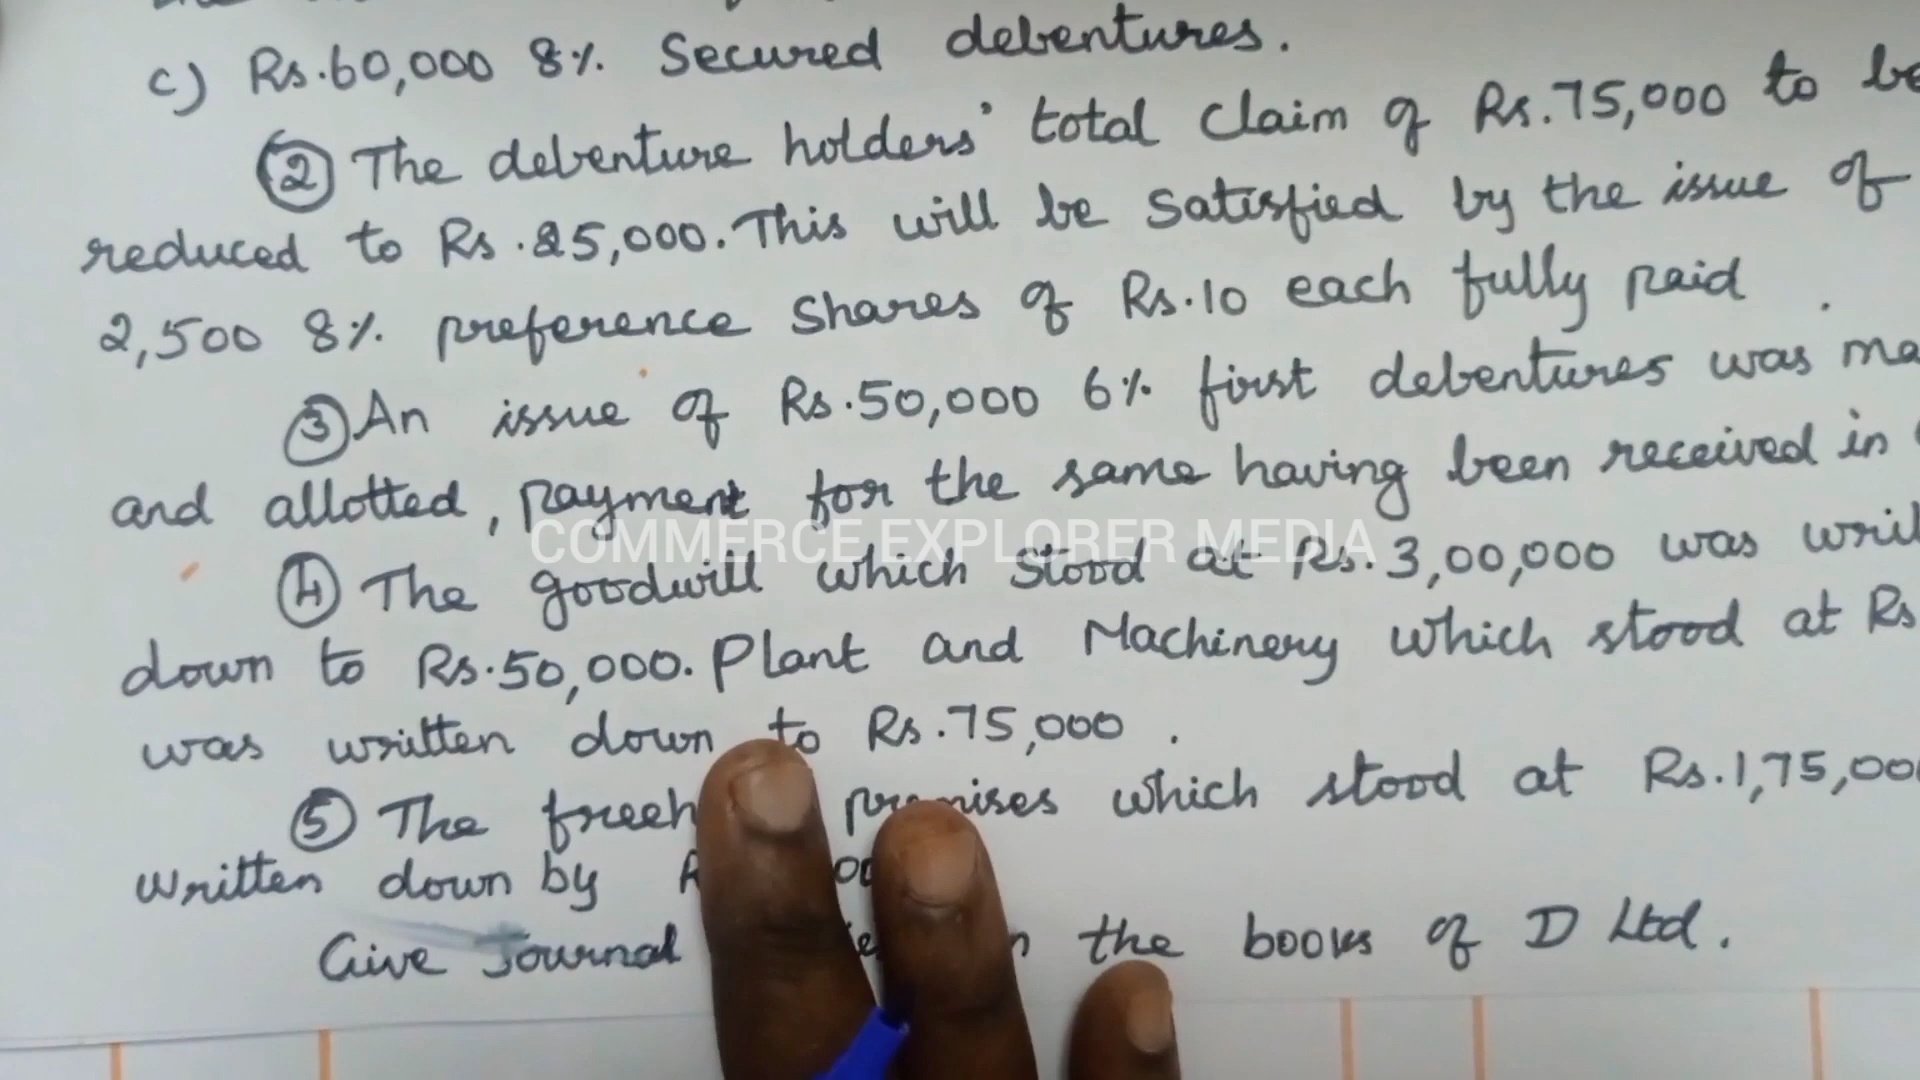 c) Rs.60,000 8%. Secured debentures.
② The debenture holders' total claim of Rs.75,000 to be
reduced to Rs.25,000. This will be satisfied by the issue of
2,500 8%. preference shares of Rs.10 each fully paid.
③ An issue of Rs.50,000 6%. first debentures was
and allotted, payment for the same having been received in
COMMERCE EXPLORER MEDIA
④ The goodwill which stood at Rs.3,00,000 was
down to Rs.50,000. Plant and Machinery which stood at Rs
was written down to Rs.75,000.
⑤ The which stood at Rs.1,75,00
written down by
Give Journal the books of D Ltd.